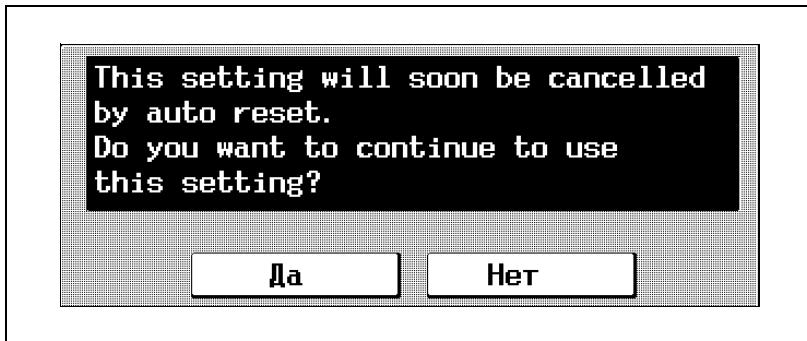 This setting will soon be cancelled
by auto reset.
Do you want to continue to use
this setting?
Да Нет